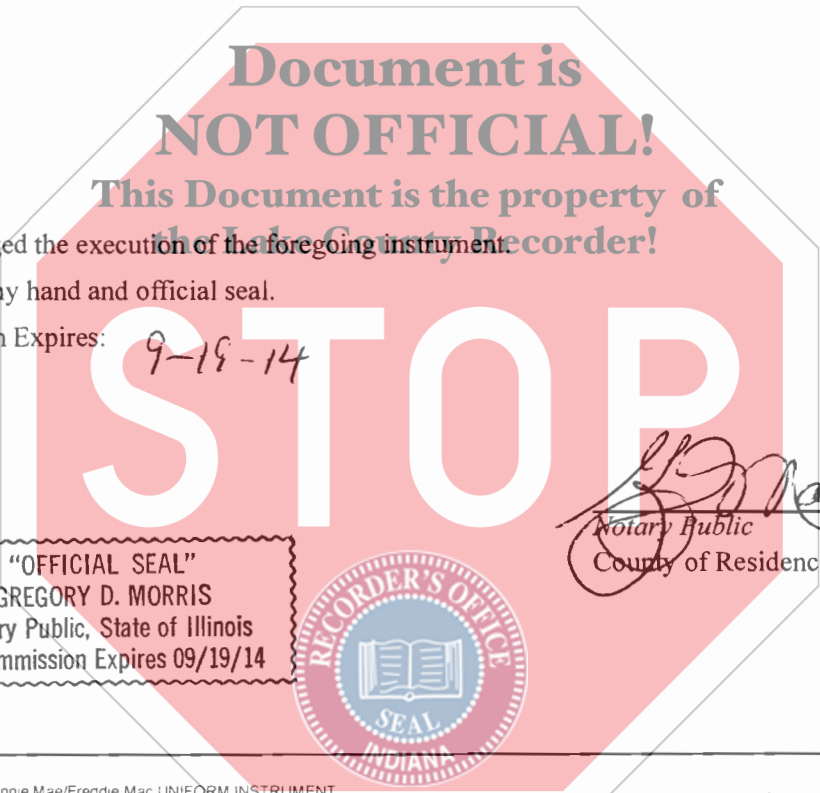 Document is
NOT OFFICIAL!
This Document is the property of
the Lake County Recorder!
ed the execution of the foregoing instrument.
y hand and official seal.
n Expires: 9-19-14
STOP
Notary Public
County of Residenc
"OFFICIAL SEAL"
GREGORY D. MORRIS
ry Public, State of Illinois
mmission Expires 09/19/14
RECORDER'S OFFICE
SEAL
INDIANA
nnie Mae/Freddie Mac UNIFORM INSTRUMENT